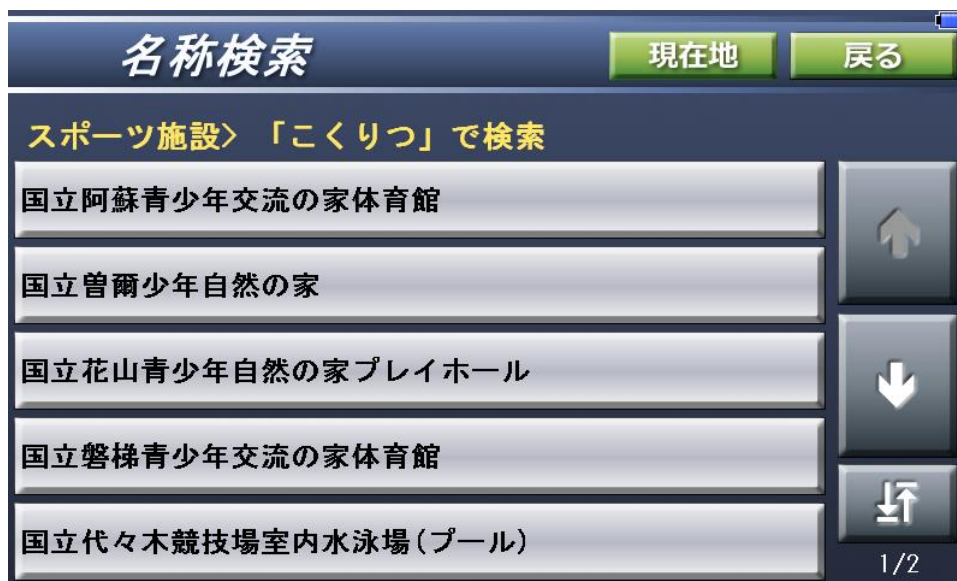 名称検索
現在地
戻る
スポーツ施設> 「こくりつ」で検索
国立阿蘇青少年交流の家体育館
国立曽爾少年自然の家
国立花山青少年自然の家プレイホール
国立磐梯青少年交流の家体育館
国立代々木競技場室内水泳場(プール)
1/2